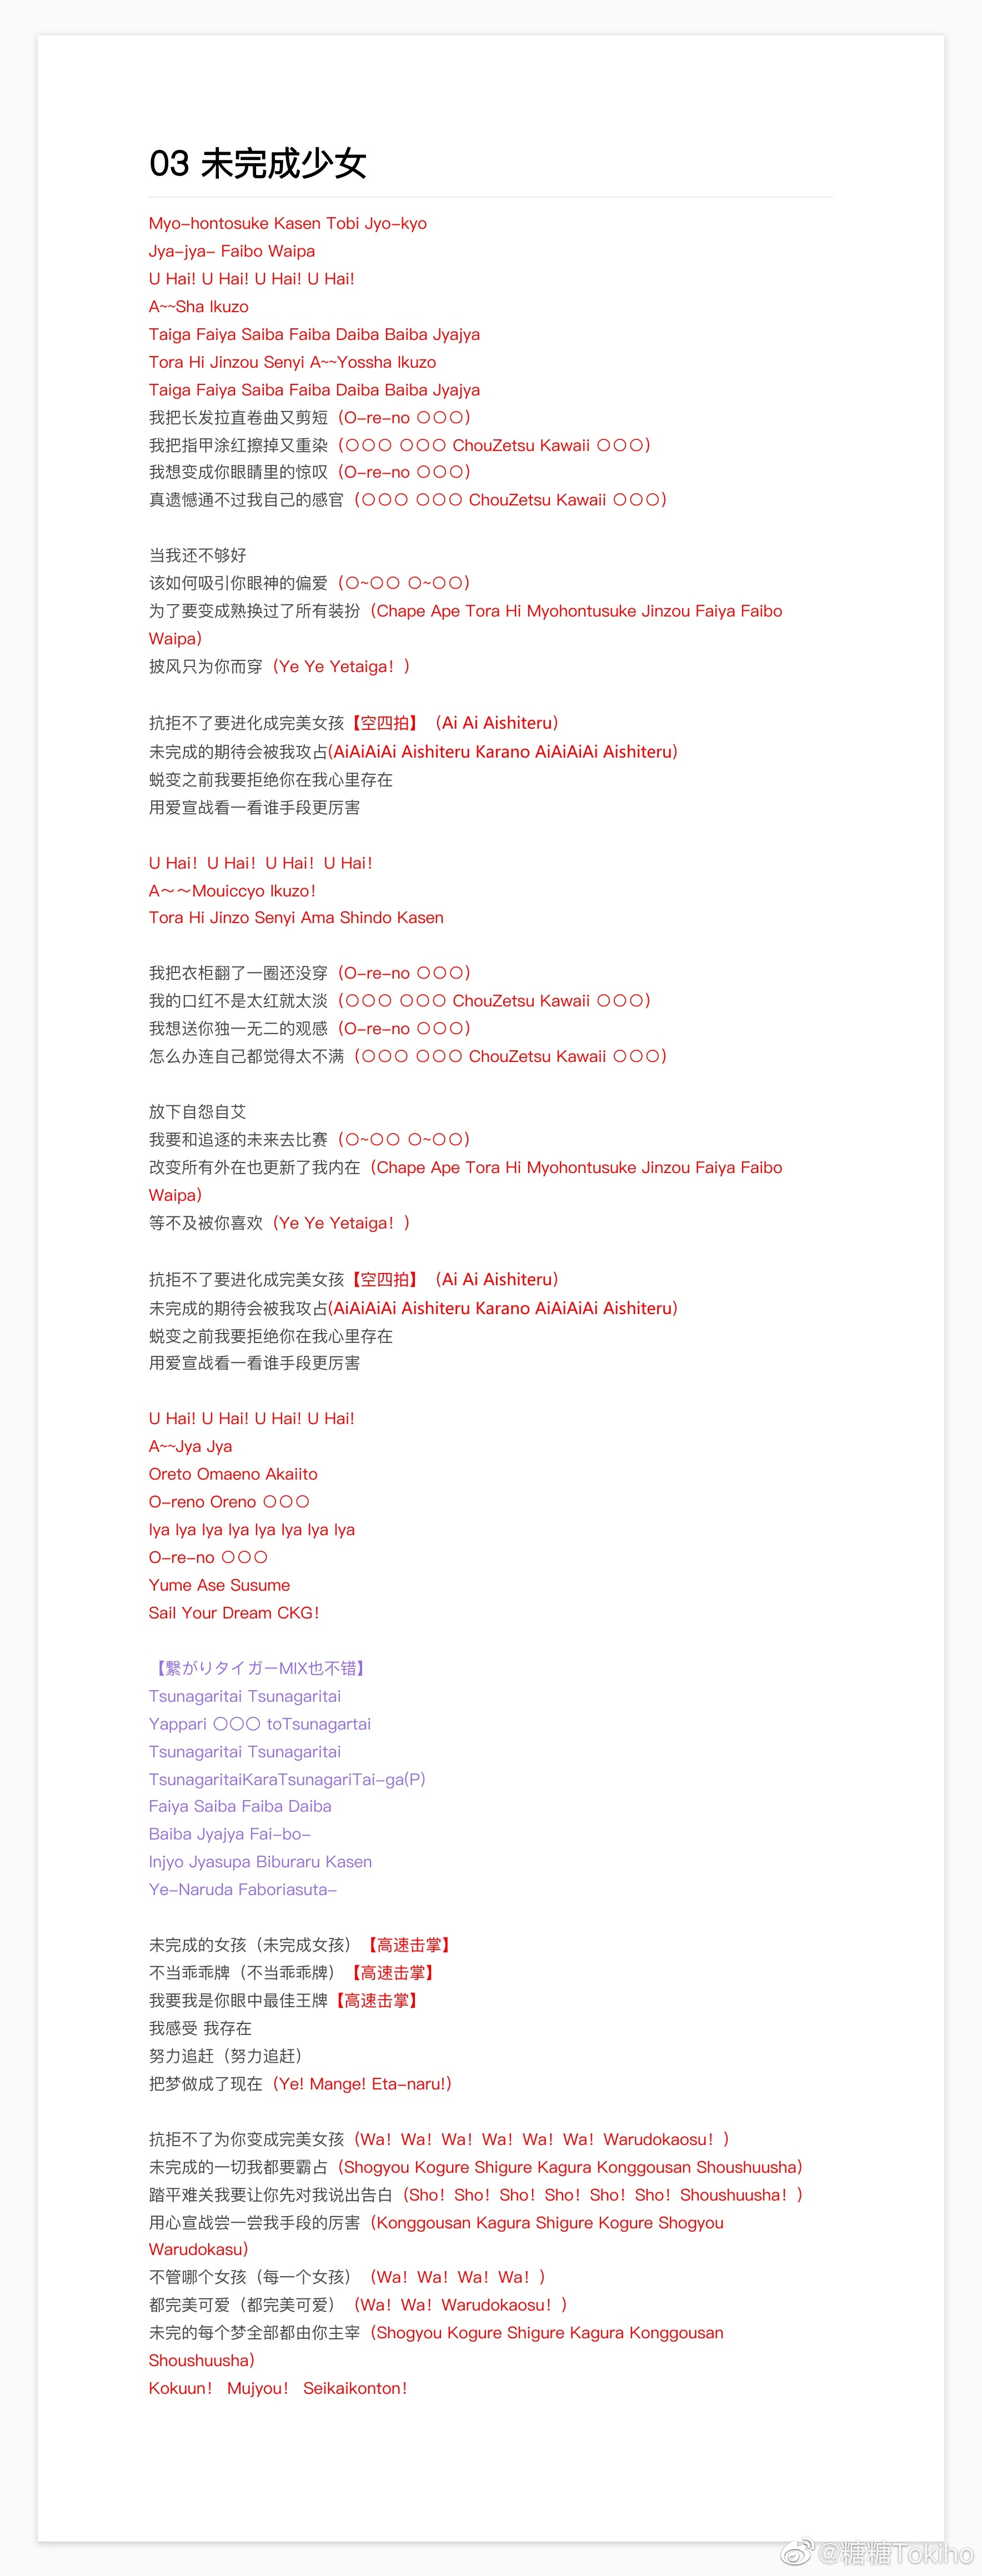 03 未完成少女
Myo-hontosuke Kasen Tobi Jyo-kyo
Jya-jya- Faibo Waipa
U Hai! U Hai! U Hai! U Hai!
A~~Sha Ikuzo
Taiga Faiya Saiba Faiba Daiba Baiba Jyajya
Tora Hi Jinzou Senyi A~~Yossha Ikuzo
Taiga Faiya Saiba Faiba Daiba Baiba Jyajya
我把长发拉直卷曲又剪短（O-re-no 〇〇〇）
我把指甲涂红擦掉又重染（〇〇〇 〇〇〇 ChouZetsu Kawaii 〇〇〇）
我想变成你眼睛里的惊叹（O-re-no 〇〇〇）
真遗憾通不过我自己的感官（〇〇〇 〇〇〇 ChouZetsu Kawaii 〇〇〇）
当我还不够好
该如何吸引你眼神的偏爱（〇~〇〇 〇~〇〇）
为了要变成熟换过了所有装扮（Chape Ape Tora Hi Myohontusuke Jinzou Faiya Faibo
Waipa）
披风只为你而穿（Ye Ye Yetaiga！）
抗拒不了要进化成完美女孩【空四拍】（Ai Ai Aishiteru）
未完成的期待会被我攻占(AiAiAiAi Aishiteru Karano AiAiAiAi Aishiteru)
蜕变之前我要拒绝你在我心里存在
用爱宣战看一看谁手段更厉害
U Hai！U Hai！U Hai！U Hai！
A～～Mouiccyo Ikuzo！
Tora Hi Jinzo Senyi Ama Shindo Kasen
我把衣柜翻了一圈还没穿（O-re-no 〇〇〇）
我的口红不是太红就太淡（〇〇〇 〇〇〇 ChouZetsu Kawaii 〇〇〇）
我想送你独一无二的观感（O-re-no 〇〇〇）
怎么办连自己都觉得太不满（〇〇〇 〇〇〇 ChouZetsu Kawaii 〇〇〇）
放下自怨自艾
我要和追逐的未来去比赛（〇~〇〇 〇~〇〇）
改变所有外在也更新了我内在（Chape Ape Tora Hi Myohontusuke Jinzou Faiya Faibo
Waipa）
等不及被你喜欢（Ye Ye Yetaiga！）
抗拒不了要进化成完美女孩【空四拍】（Ai Ai Aishiteru）
未完成的期待会被我攻占(AiAiAiAi Aishiteru Karano AiAiAiAi Aishiteru)
蜕变之前我要拒绝你在我心里存在
用爱宣战看一看谁手段更厉害
U Hai! U Hai! U Hai! U Hai!
A~~Jya Jya
Oreto Omaeno Akaiito
O-reno Oreno 〇〇〇
Iya Iya Iya Iya Iya Iya Iya Iya
O-re-no 〇〇〇
Yume Ase Susume
Sail Your Dream CKG！
【繋がりタイガーMIX也不错】
Tsunagaritai Tsunagaritai
Yappari 〇〇〇 toTsunagartai
Tsunagaritai Tsunagaritai
TsunagaritaiKaraTsunagariTai-ga(P)
Faiya Saiba Faiba Daiba
Baiba Jyajya Fai-bo-
Injyo Jyasupa Biburaru Kasen
Ye-Naruda Faboriasuta-
未完成的女孩（未完成女孩）【高速击掌】
不当乖乖牌（不当乖乖牌）【高速击掌】
我要我是你眼中最佳王牌【高速击掌】
我感受 我存在
努力追赶（努力追赶）
把梦做成了现在（Ye! Mange! Eta-naru!）
抗拒不了为你变成完美女孩（Wa！Wa！Wa！Wa！Wa！Wa！Warudokaosu！）
未完成的一切我都要霸占（Shogyou Kogure Shigure Kagura Konggousan Shoushuusha）
踏平难关我要让你先对我说出告白（Sho！Sho！Sho！Sho！Sho！Sho！Shoushuusha！）
用心宣战尝一尝我手段的厉害（Konggousan Kagura Shigure Kogure Shogyou
Warudokasu）
不管哪个女孩（每一个女孩）（Wa！Wa！Wa！Wa！）
都完美可爱（都完美可爱）（Wa！Wa！Warudokaosu！）
未完的每个梦全部都由你主宰（Shogyou Kogure Shigure Kagura Konggousan
Shoushuusha）
Kokuun！ Mujyou！ Seikaikonton！
@糖糖Tokiho